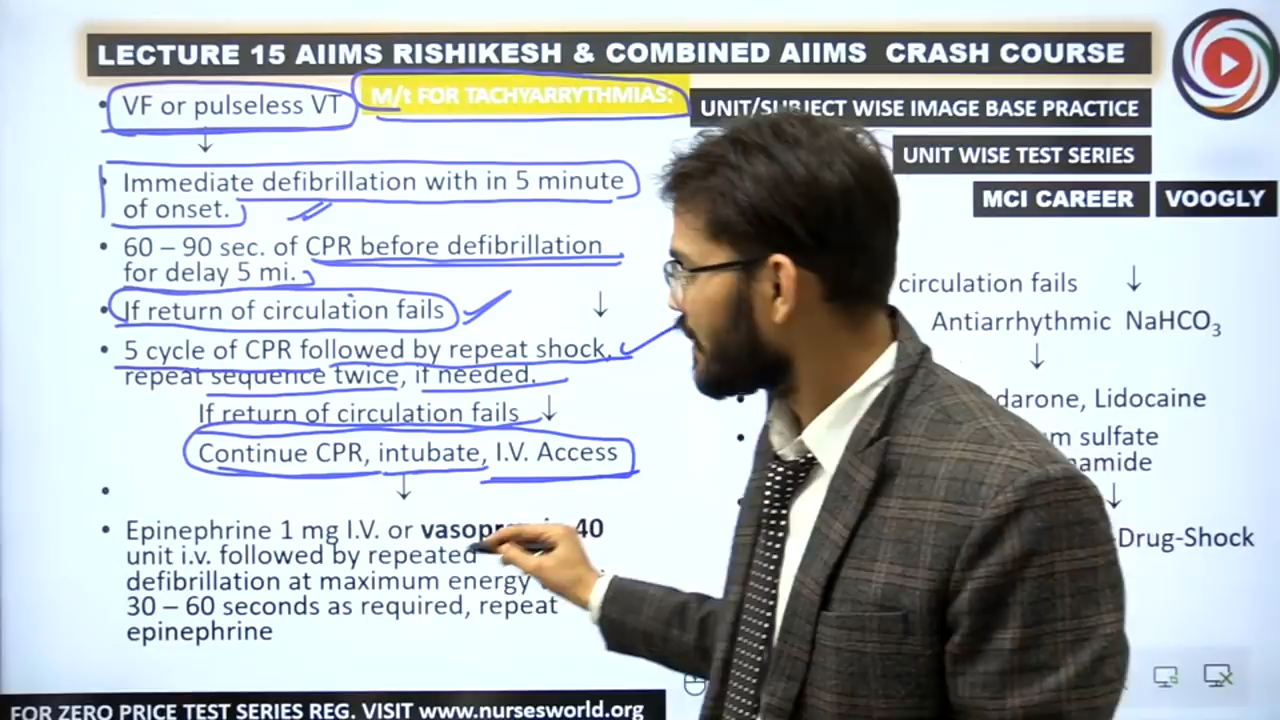 LECTURE 15 AIIMS RISHIKESH & COMBINED AIIMS CRASH COURSE
• VF or pulseless VT
M/t FOR TACHYARRYTHMIAS:
UNIT/SUBJECT WISE IMAGE BASE PRACTICE
UNIT WISE TEST SERIES
MCI CAREER
VOOGLY
• Immediate defibrillation with in 5 minute
of onset.
• 60 – 90 sec. of CPR before defibrillation
for delay 5 mi.
• If return of circulation fails
• 5 cycle of CPR followed by repeat shock,
repeat sequence twice, if needed.
If return of circulation fails
Continue CPR, intubate, I.V. Access
•
• Epinephrine 1 mg I.V. or 40
unit i.v. followed by repeated
defibrillation at maximum energy
30 – 60 seconds as required, repeat
epinephrine
circulation fails
Antiarrhythmic NaHCO₃
Lidocaine
sulfate
Drug-Shock
FOR ZERO PRICE TEST SERIES REG. VISIT www.nursesworld.org